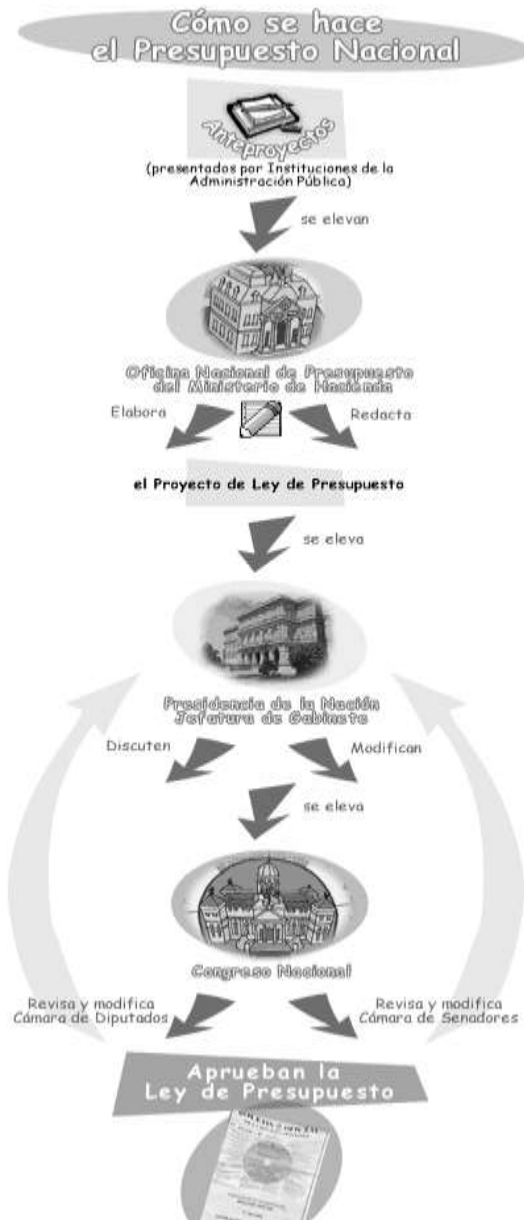 Cómo se hace
el Presupuesto Nacional
Anteproyectos
(presentados por Instituciones de la
Administración Pública)
se elevan
Oficina Nacional de Presupuesto
del Ministerio de Hacienda
Elabora
Redacta
el Proyecto de Ley de Presupuesto
se eleva
Presidencia de la Nación
Jefatura de Gabinete
Discuten
Modifican
se eleva
Congreso Nacional
Revisa y modifica
Cámara de Diputados
Revisa y modifica
Cámara de Senadores
Aprueban la
Ley de Presupuesto
BOLETIN OFICIAL